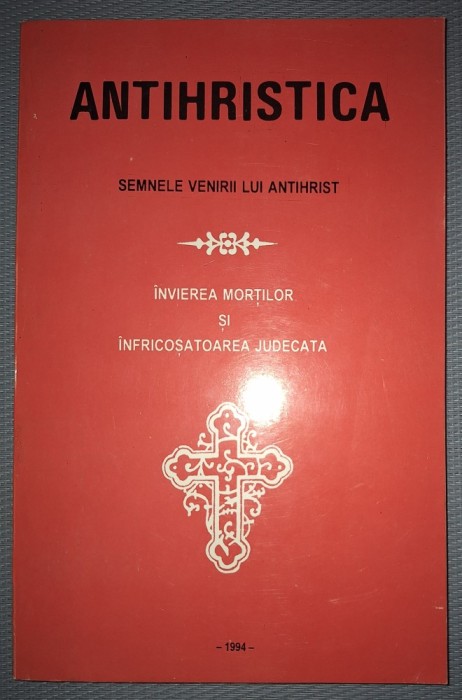 ANTIHRISTICA
SEMNELE VENIRII LUI ANTIHRIST
ÎNVIEREA MORȚILOR
ȘI
ÎNFRICOȘATOAREA JUDECATA
– 1994 –